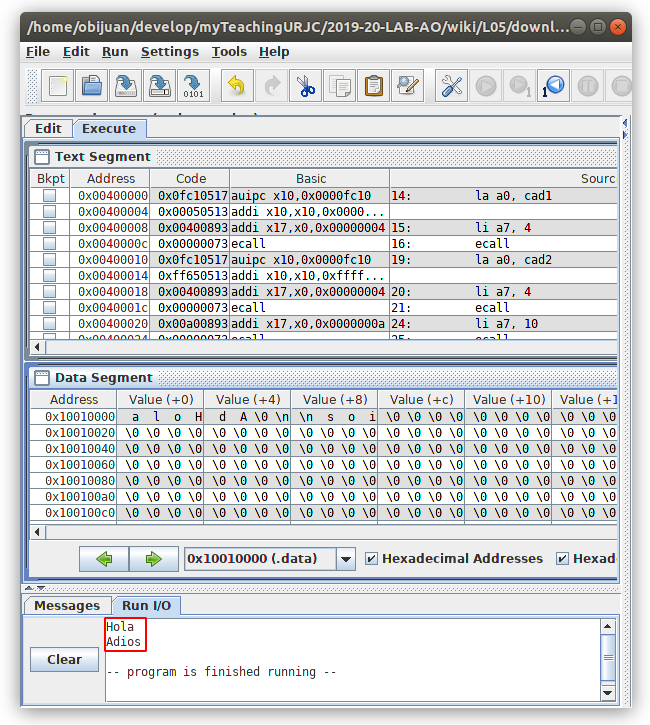 /home/obijuan/develop/myTeachingURJC/2019-20-LAB-AO/wiki/L05/downl...
File Edit Run Settings Tools Help
Edit Execute
Text Segment
Bkpt Address Code Basic Sourc
0x00400000 0x0fc10517 auipc x10,0x0000fc10 14: la a0, cad1
0x00400004 0x00050513 addi x10,x10,0x0000...
0x00400008 0x00400893 addi x17,x0,0x00000004 15: li a7, 4
0x0040000c 0x00000073 ecall 16: ecall
0x00400010 0x0fc10517 auipc x10,0x0000fc10 19: la a0, cad2
0x00400014 0xff650513 addi x10,x10,0xffff...
0x00400018 0x00400893 addi x17,x0,0x00000004 20: li a7, 4
0x0040001c 0x00000073 ecall 21: ecall
0x00400020 0x00a00893 addi x17,x0,0x0000000a 24: li a7, 10
0x00400024 0x00000073 ecall 25: ecall
Data Segment
Address Value (+0) Value (+4) Value (+8) Value (+c) Value (+10) Value (+1
0x10010000 a l o H d A \0 \n \n s o i \0 \0 \0 \0 \0 \0 \0 \0 \0 \0 \0
0x10010020 \0 \0 \0 \0 \0 \0 \0 \0 \0 \0 \0 \0 \0 \0 \0 \0 \0 \0 \0 \0 \0 \0 \0
0x10010040 \0 \0 \0 \0 \0 \0 \0 \0 \0 \0 \0 \0 \0 \0 \0 \0 \0 \0 \0 \0 \0 \0 \0
0x10010060 \0 \0 \0 \0 \0 \0 \0 \0 \0 \0 \0 \0 \0 \0 \0 \0 \0 \0 \0 \0 \0 \0 \0
0x10010080 \0 \0 \0 \0 \0 \0 \0 \0 \0 \0 \0 \0 \0 \0 \0 \0 \0 \0 \0 \0 \0 \0 \0
0x100100a0 \0 \0 \0 \0 \0 \0 \0 \0 \0 \0 \0 \0 \0 \0 \0 \0 \0 \0 \0 \0 \0 \0 \0
0x100100c0 \0 \0 \0 \0 \0 \0 \0 \0 \0 \0 \0 \0 \0 \0 \0 \0 \0 \0 \0 \0 \0 \0 \0
0x10010000 (.data) Hexadecimal Addresses Hexad
Messages Run I/O
Hola
Adios
Clear
-- program is finished running --